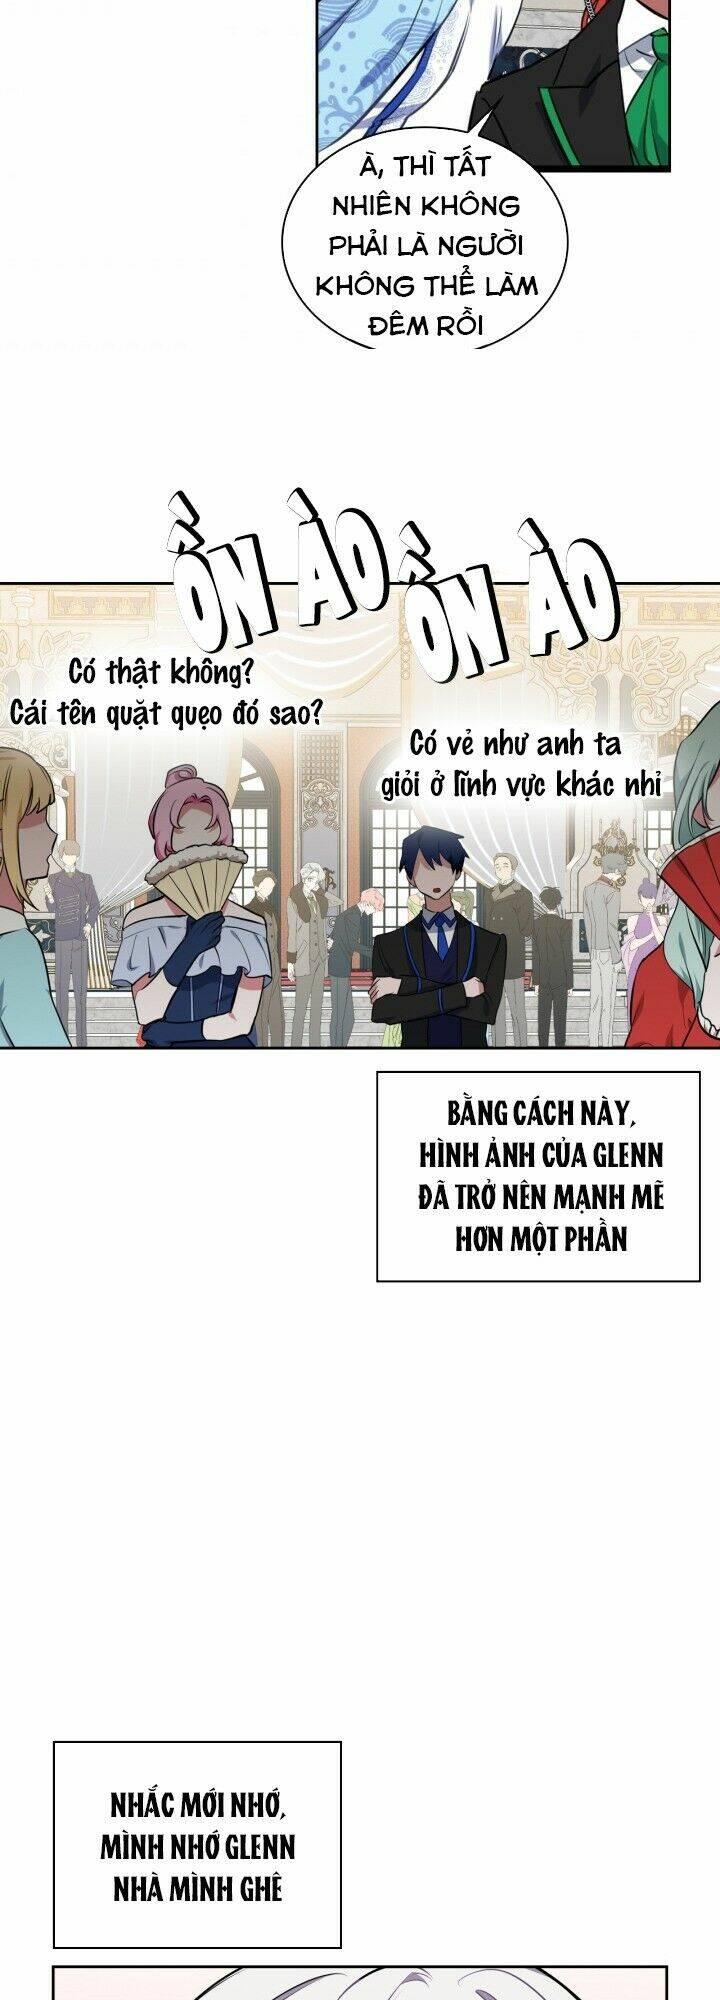 À, THÌ TẤT
NHIÊN KHÔNG
PHẢI LÀ NGƯỜI
KHÔNG THỂ LÀM
ĐÊM RỒI
ỒN ÀO
ỒN ÀO
Có thật không?
Cái tên quặt quẹo đó sao?
Có vẻ như anh ta
giỏi ở lĩnh vực khác nhỉ
BẰNG CÁCH NÀY,
HÌNH ẢNH CỦA GLENN
ĐÃ TRỞ NÊN MẠNH MẼ
HƠN MỘT PHẦN
NHẮC MỚI NHỚ,
MÌNH NHỚ GLENN
NHÀ MÌNH GHÊ